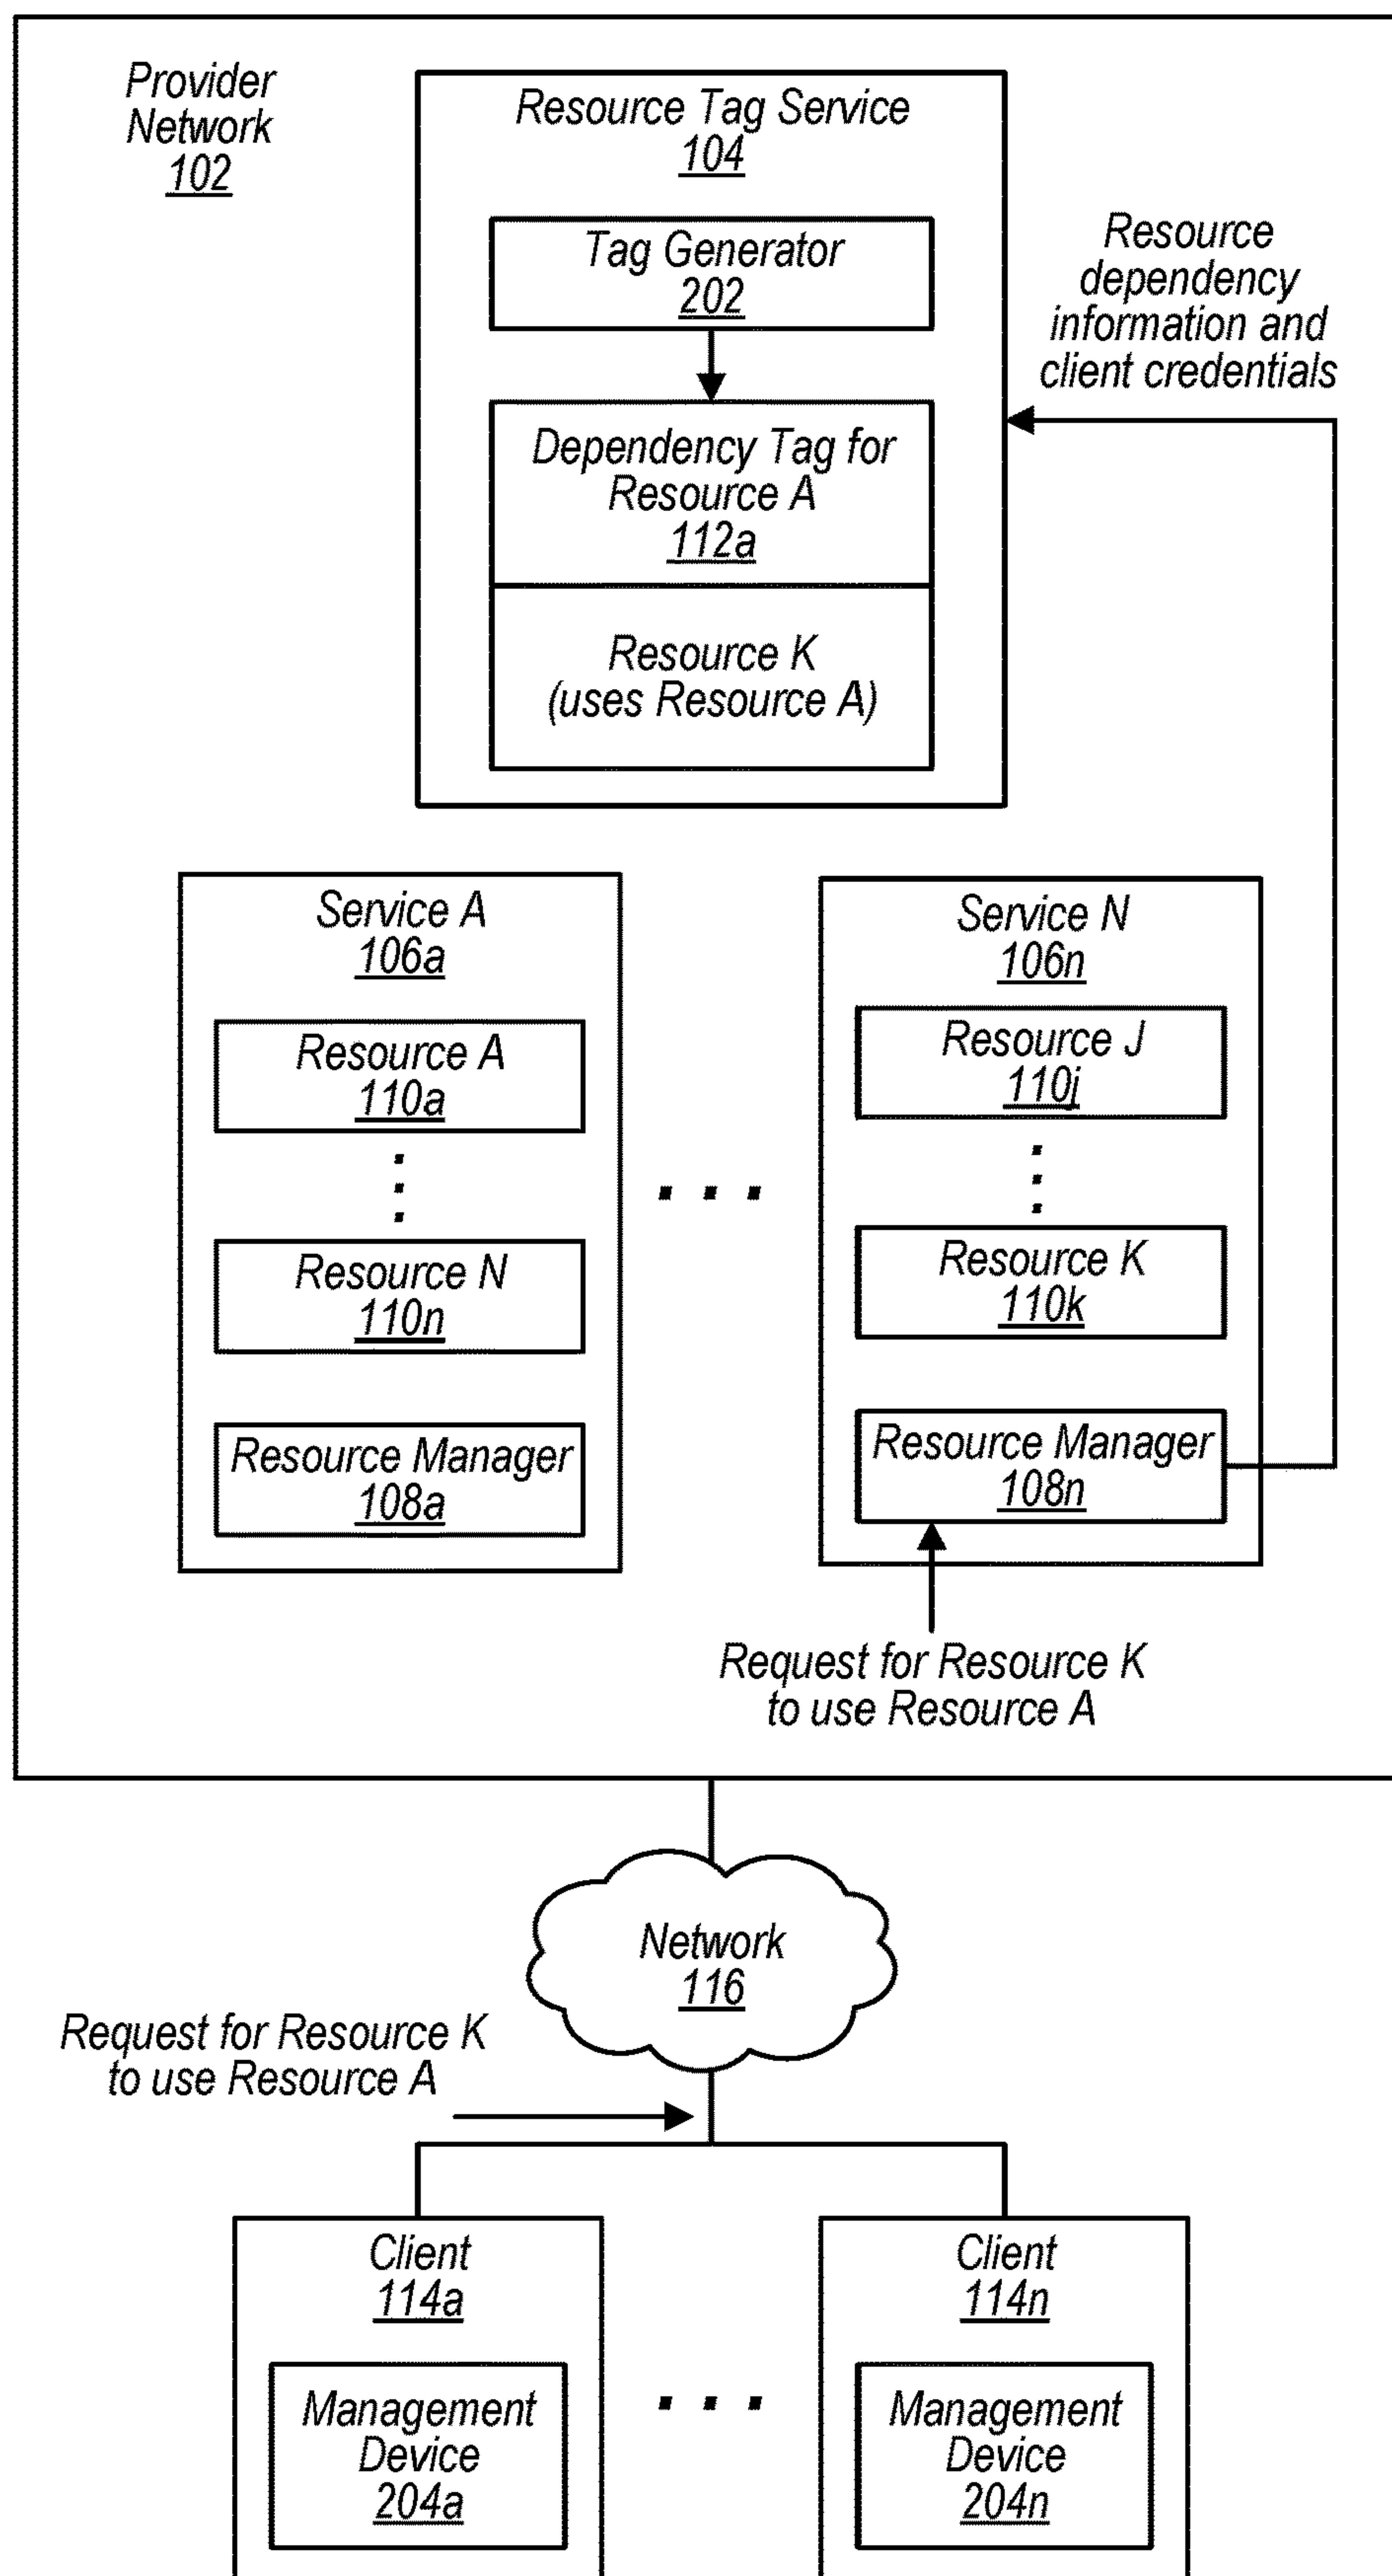 Provider
Network
102
Resource Tag Service
104
Tag Generator
202
Resource
dependency
information and
client credentials
Dependency Tag for
Resource A
112a
Resource K
(uses Resource A)
Service A
106a
Resource A
110a
Resource N
110n
Resource Manager
108a
Service N
106n
Resource J
110j
Resource K
110k
Resource Manager
108n
Request for Resource K
to use Resource A
Network
116
Request for Resource K
to use Resource A
Client
114a
Management
Device
204a
Client
114n
Management
Device
204n